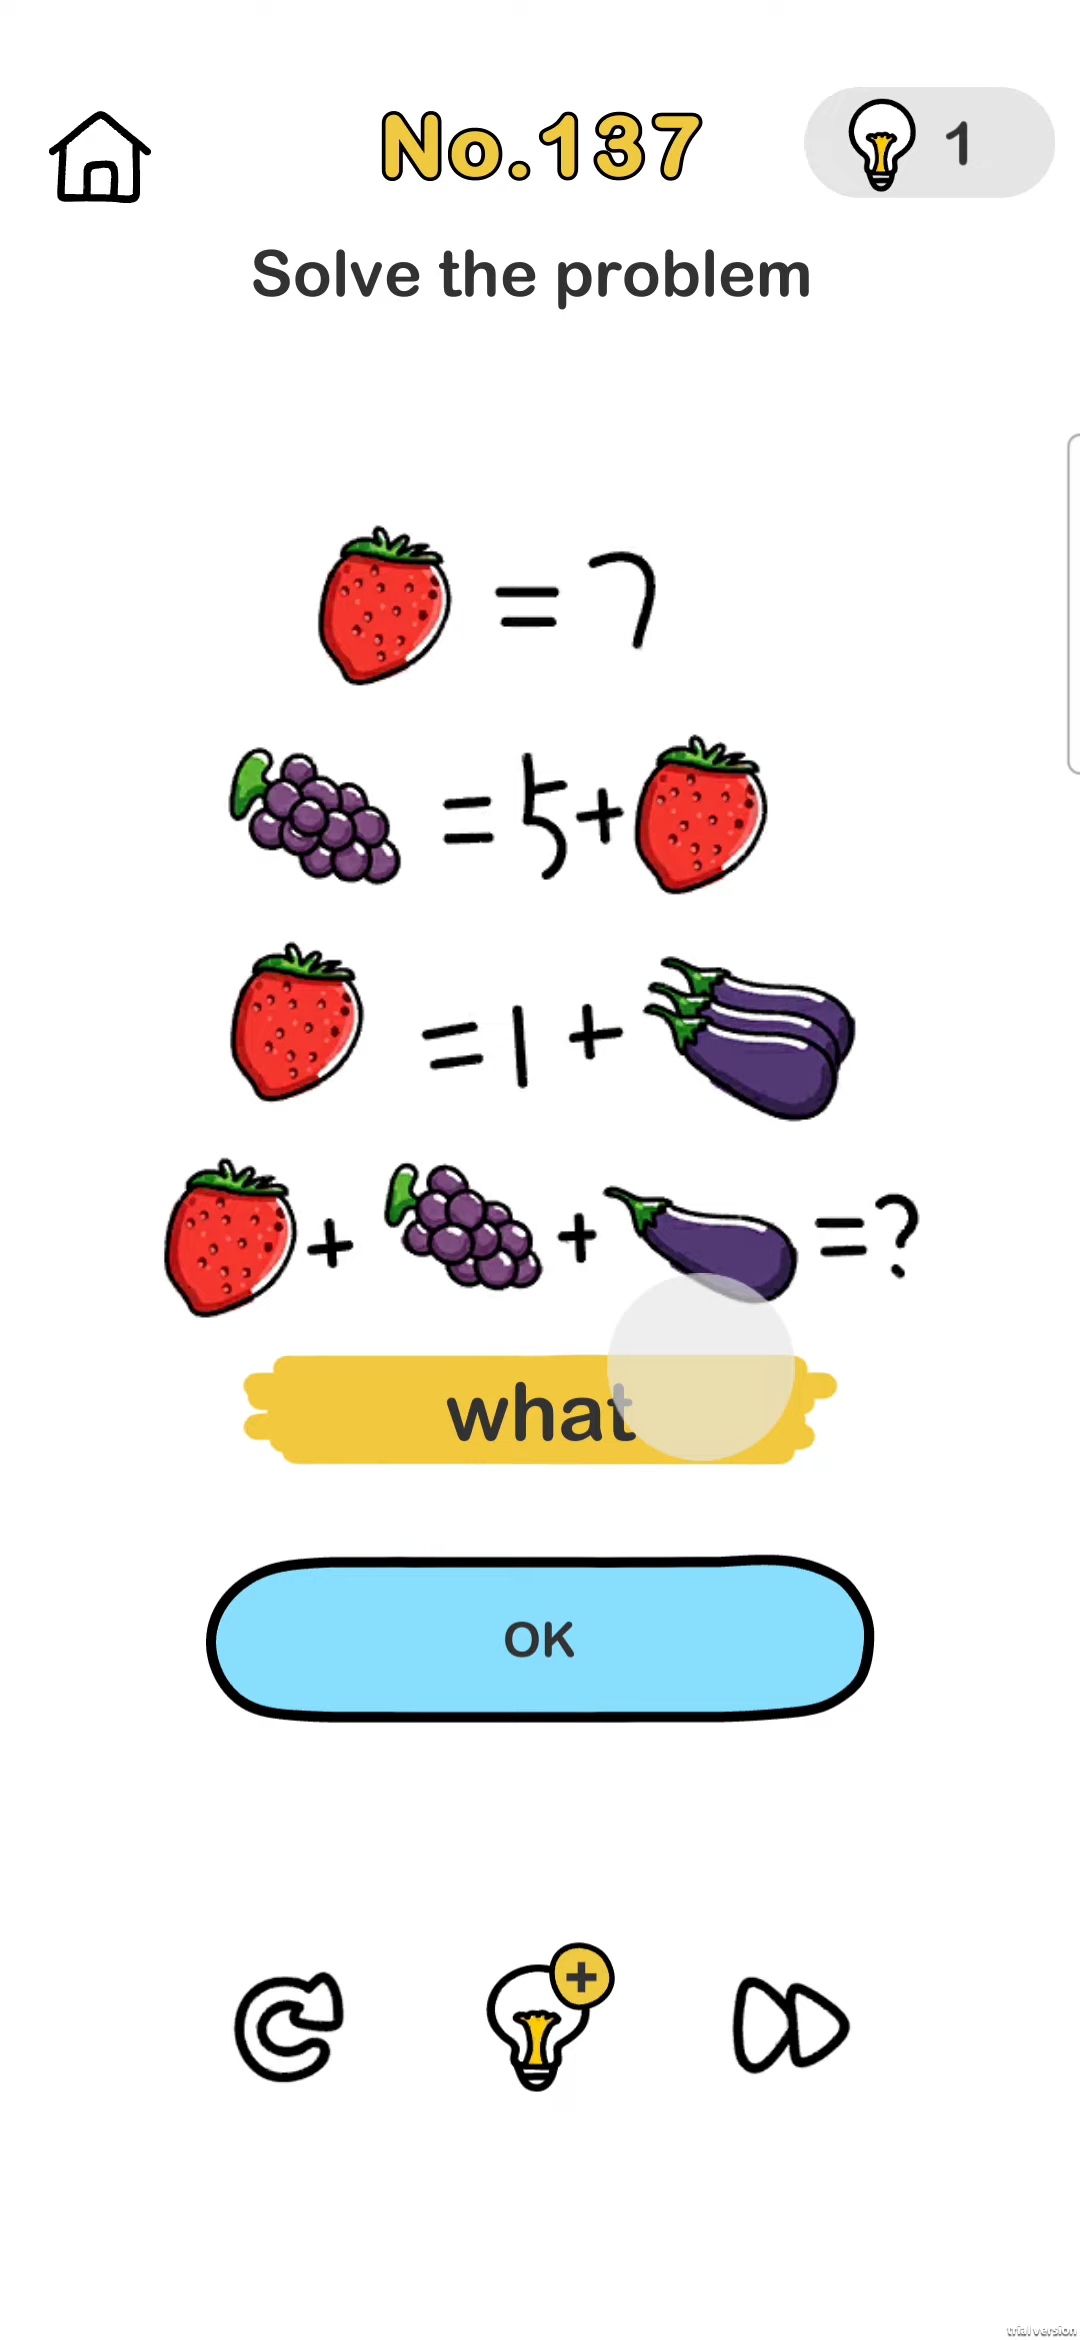 No.137
1
Solve the problem
= 7
= 5 +
= 1 +
+ + = ?
what
OK
+
trial version